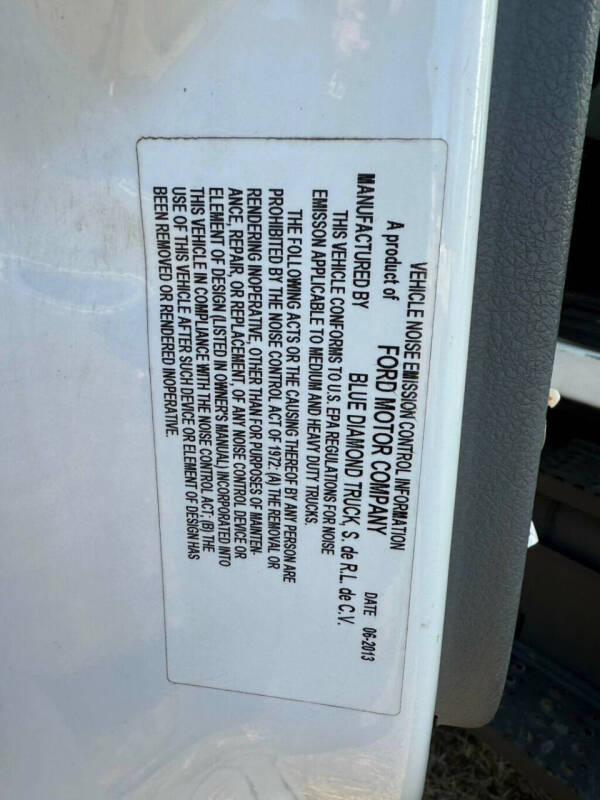 VEHICLE NOISE EMISSION CONTROL INFORMATION
A product of FORD MOTOR COMPANY DATE 06-2013
MANUFACTURED BY BLUE DIAMOND TRUCK, S. de R.L. de C.V.
THIS VEHICLE CONFORMS TO U.S. EPA REGULATIONS FOR NOISE
EMISSON APPLICABLE TO MEDIUM AND HEAVY DUTY TRUCKS.
THE FOLLOWING ACTS OR THE CAUSING THEREOF BY ANY PERSON ARE
PROHIBITED BY THE NOISE CONTROL ACT OF 1972: (A) THE REMOVAL OR
RENDERING INOPERATIVE, OTHER THAN FOR PURPOSES OF MAINTEN-
ANCE, REPAIR, OR REPLACEMENT, OF ANY NOISE CONTROL DEVICE OR
ELEMENT OF DESIGN (LISTED IN OWNER'S MANUAL) INCORPORATED INTO
THIS VEHICLE IN COMPLIANCE WITH THE NOISE CONTROL ACT; (B) THE
USE OF THIS VEHICLE AFTER SUCH DEVICE OR ELEMENT OF DESIGN HAS
BEEN REMOVED OR RENDERED INOPERATIVE.